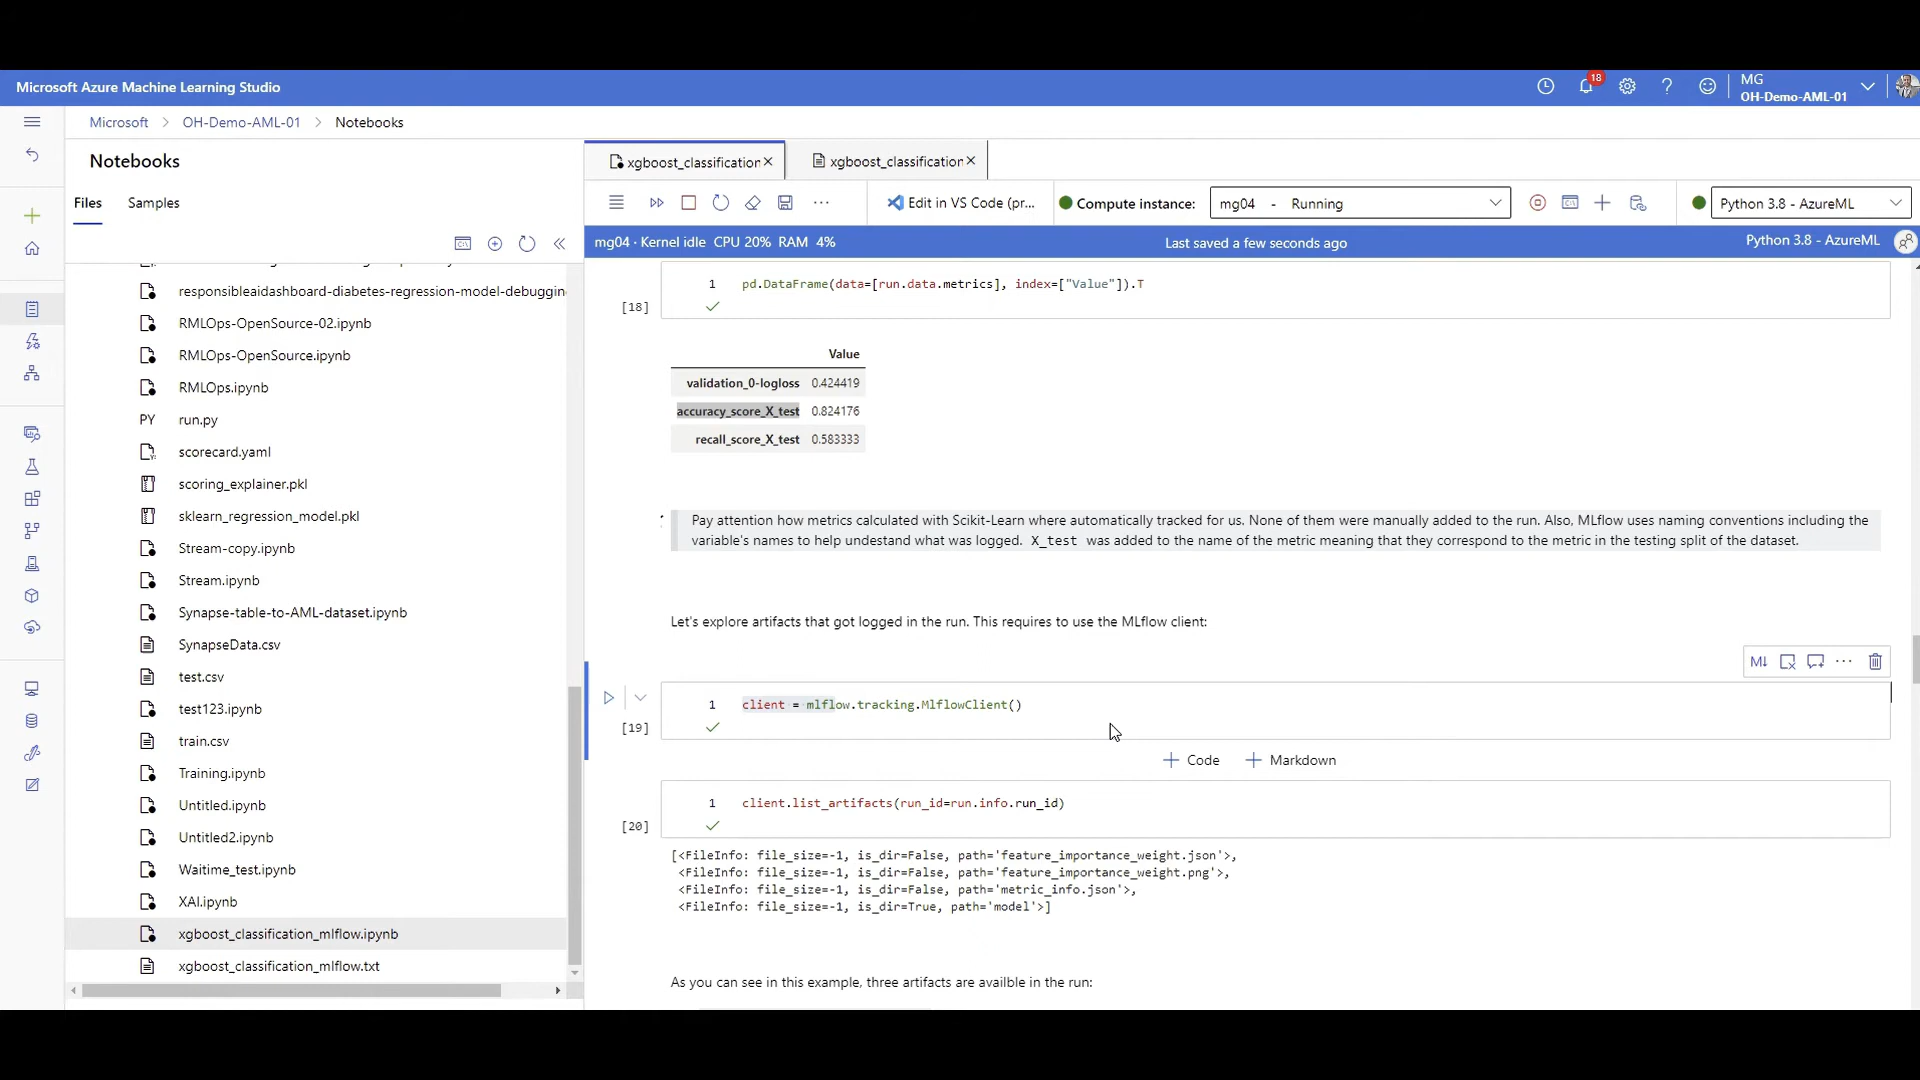 Microsoft Azure Machine Learning Studio
18
MG
OH-Demo-AML-01
Microsoft > OH-Demo-AML-01 > Notebooks
Notebooks
Files Samples
responsibleaidashboard-diabetes-regression-model-debuggin
RMLOps-OpenSource-02.ipynb
RMLOps-OpenSource.ipynb
RMLOps.ipynb
PY run.py
scorecard.yaml
scoring_explainer.pkl
sklearn_regression_model.pkl
Stream-copy.ipynb
Stream.ipynb
Synapse-table-to-AML-dataset.ipynb
SynapseData.csv
test.csv
test123.ipynb
train.csv
Training.ipynb
Untitled.ipynb
Untitled2.ipynb
Waitime_test.ipynb
XAI.ipynb
xgboost_classification_mlflow.ipynb
xgboost_classification_mlflow.txt
xgboost_classification xgboost_classification
Edit in VS Code (pr... Compute instance: mg04 - Running Python 3.8 - AzureML
mg04 · Kernel idle CPU 20% RAM 4% Last saved a few seconds ago Python 3.8 - AzureML
1 pd.DataFrame(data=[run.data.metrics], index=["Value"]).T
[18]
Value
validation_0-logloss 0.424419
accuracy_score_X_test 0.824176
recall_score_X_test 0.583333
Pay attention how metrics calculated with Scikit-Learn where automatically tracked for us. None of them were manually added to the run. Also, MLflow uses naming conventions including the
variable's names to help undestand what was logged. X_test was added to the name of the metric meaning that they correspond to the metric in the testing split of the dataset.
Let's explore artifacts that got logged in the run. This requires to use the MLflow client:
M↓
1 client = mlflow.tracking.MlflowClient()
[19]
+ Code + Markdown
1 client.list_artifacts(run_id=run.info.run_id)
[20]
[<FileInfo: file_size=-1, is_dir=False, path='feature_importance_weight.json'>,
<FileInfo: file_size=-1, is_dir=False, path='feature_importance_weight.png'>,
<FileInfo: file_size=-1, is_dir=False, path='metric_info.json'>,
<FileInfo: file_size=-1, is_dir=True, path='model'>]
As you can see in this example, three artifacts are availble in the run: